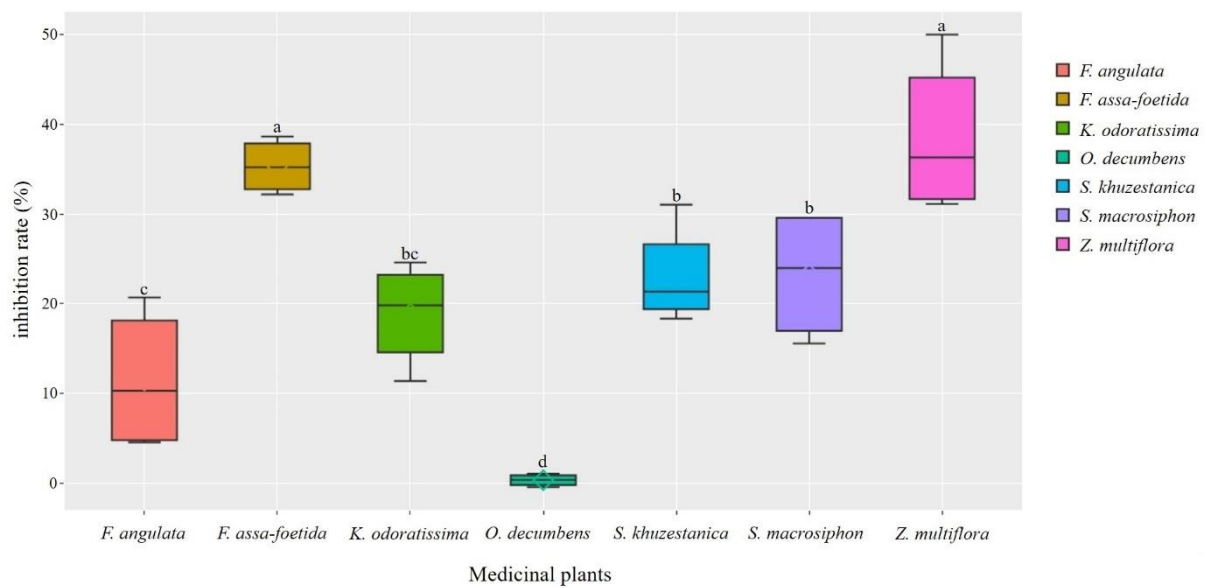 inhibition rate (%)
50
40
30
20
10
0
c
a
bc
d
b
b
a
F. angulata
F. assa-foetida
K. odoratissima
O. decumbens
S. khuzestanica
S. macrosiphon
Z. multiflora
Medicinal plants
F. angulata
F. assa-foetida
K. odoratissima
O. decumbens
S. khuzestanica
S. macrosiphon
Z. multiflora